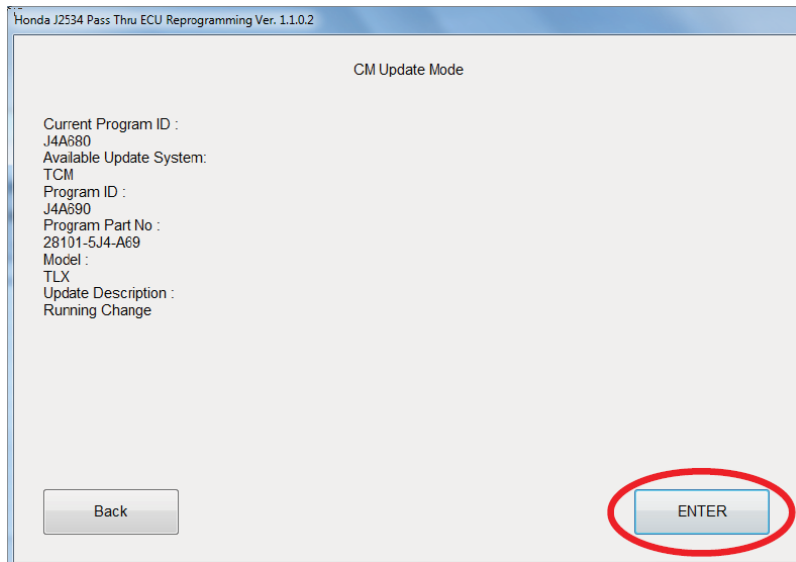 Honda J2534 Pass Thru ECU Reprogramming Ver. 1.1.0.2
CM Update Mode
Current Program ID :
J4A680
Available Update System:
TCM
Program ID :
J4A690
Program Part No :
28101-5J4-A69
Model :
TLX
Update Description :
Running Change
Back
ENTER